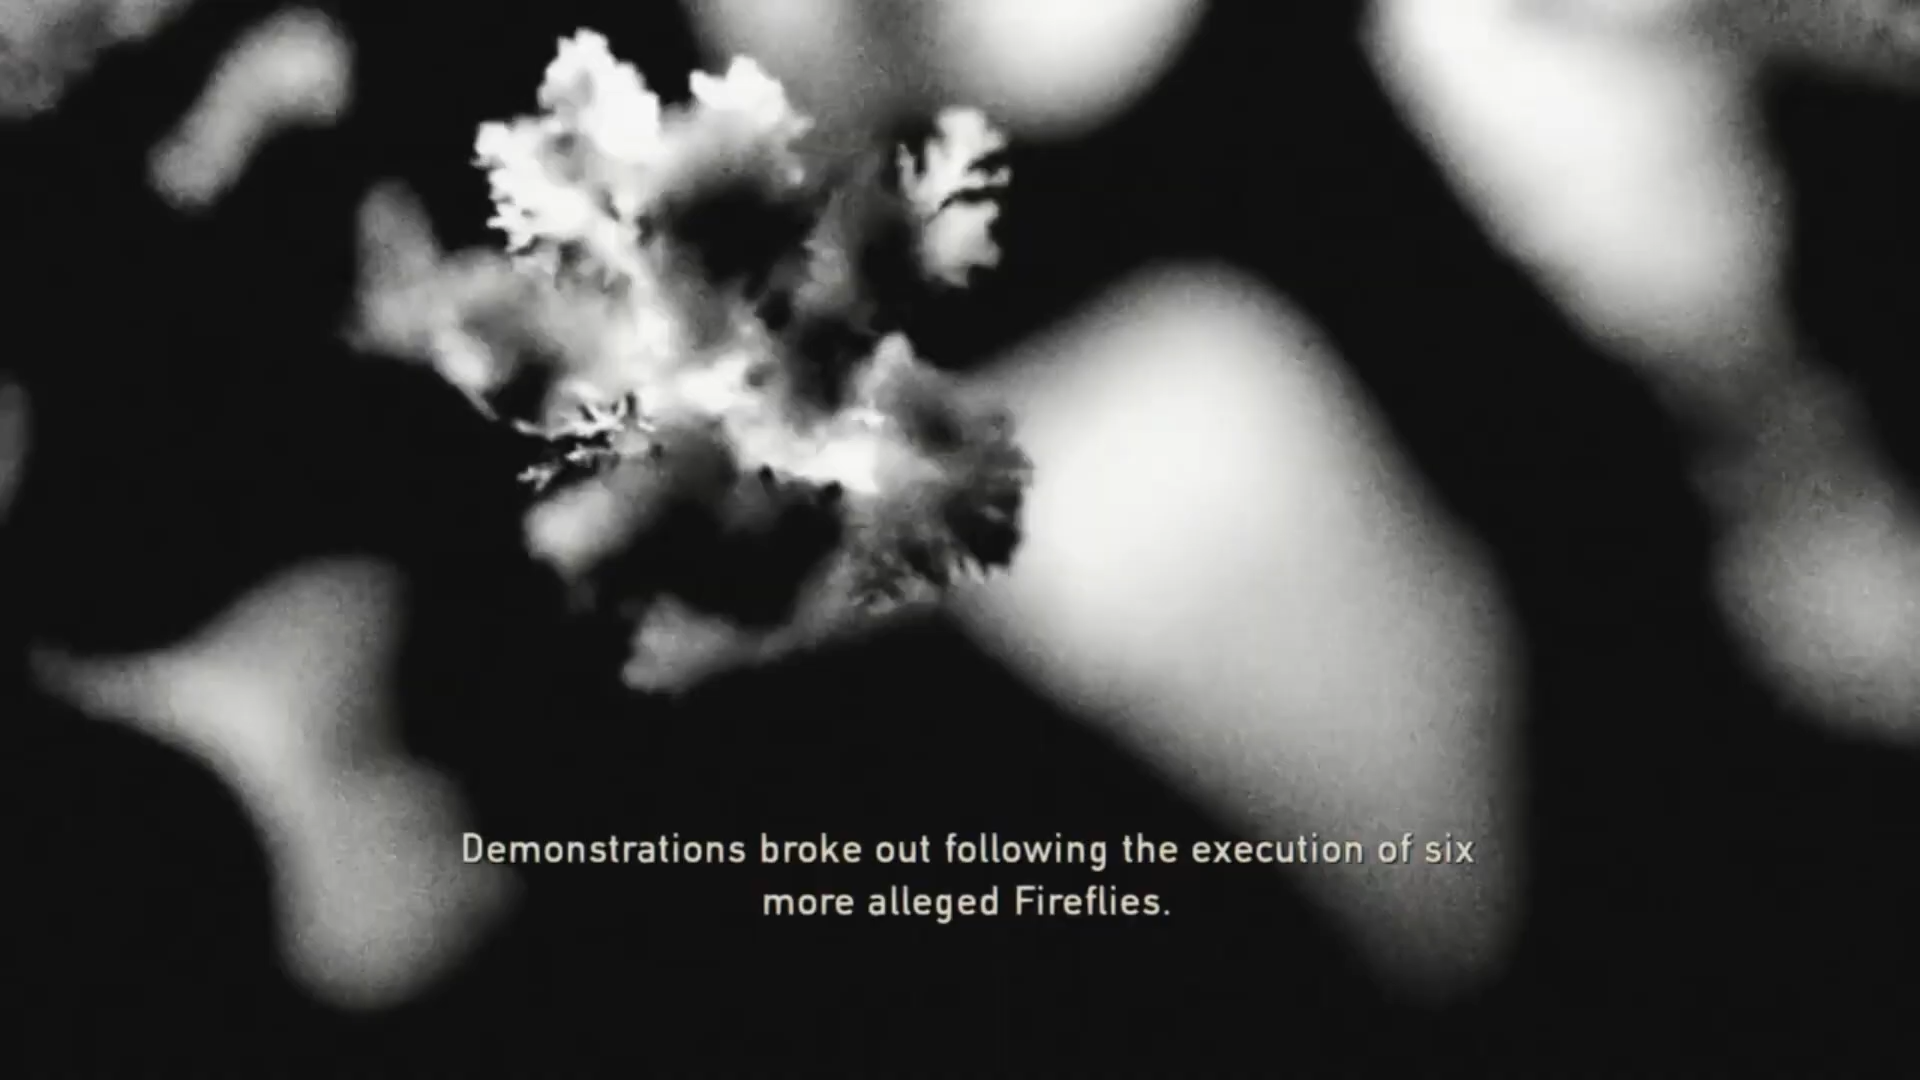 Demonstrations broke out following the execution of six
more alleged Fireflies.